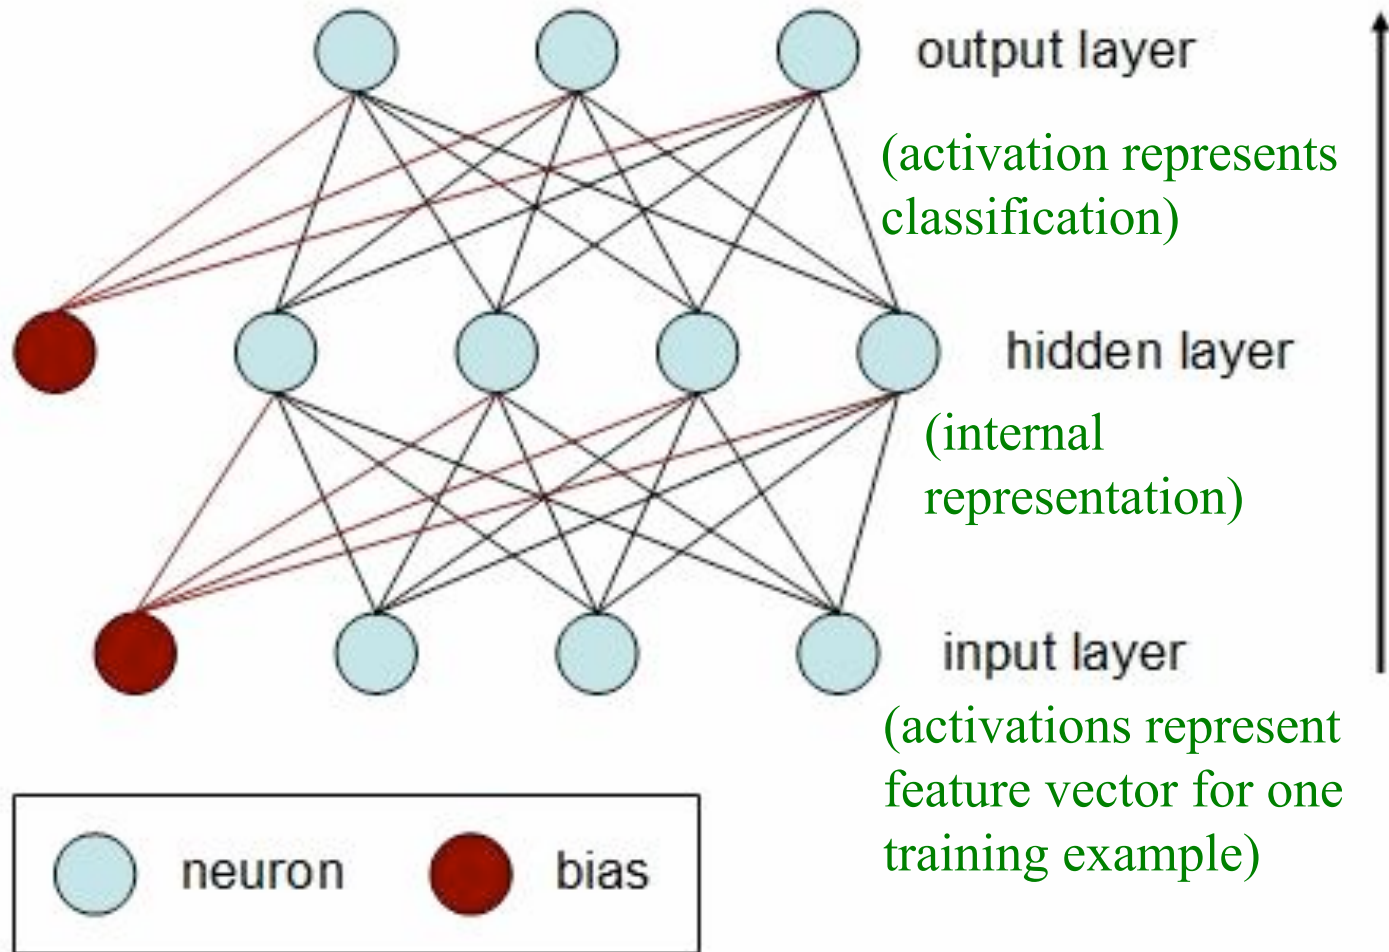 output layer
(activation represents
classification)
hidden layer
(internal
representation)
input layer
(activations represent
feature vector for one
training example)
neuron
bias